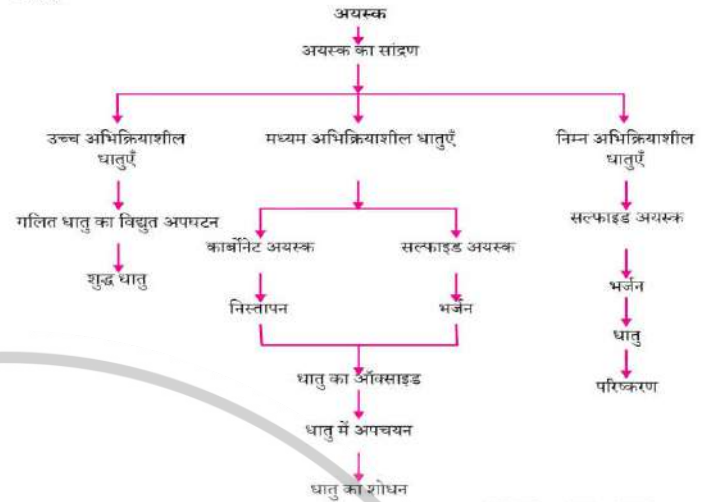 अयस्क
अयस्क का सांद्रण
उच्च अभिक्रियाशील
धातुएँ
गलित धातु का विद्युत अपघटन
शुद्ध धातु
मध्यम अभिक्रियाशील धातुएँ
कार्बोनेट अयस्क
सल्फाइड अयस्क
निस्तापन
भर्जन
धातु का ऑक्साइड
धातु में अपचयन
धातु का शोधन
निम्न अभिक्रियाशील
धातुएँ
सल्फाइड अयस्क
भर्जन
धातु
परिष्करण